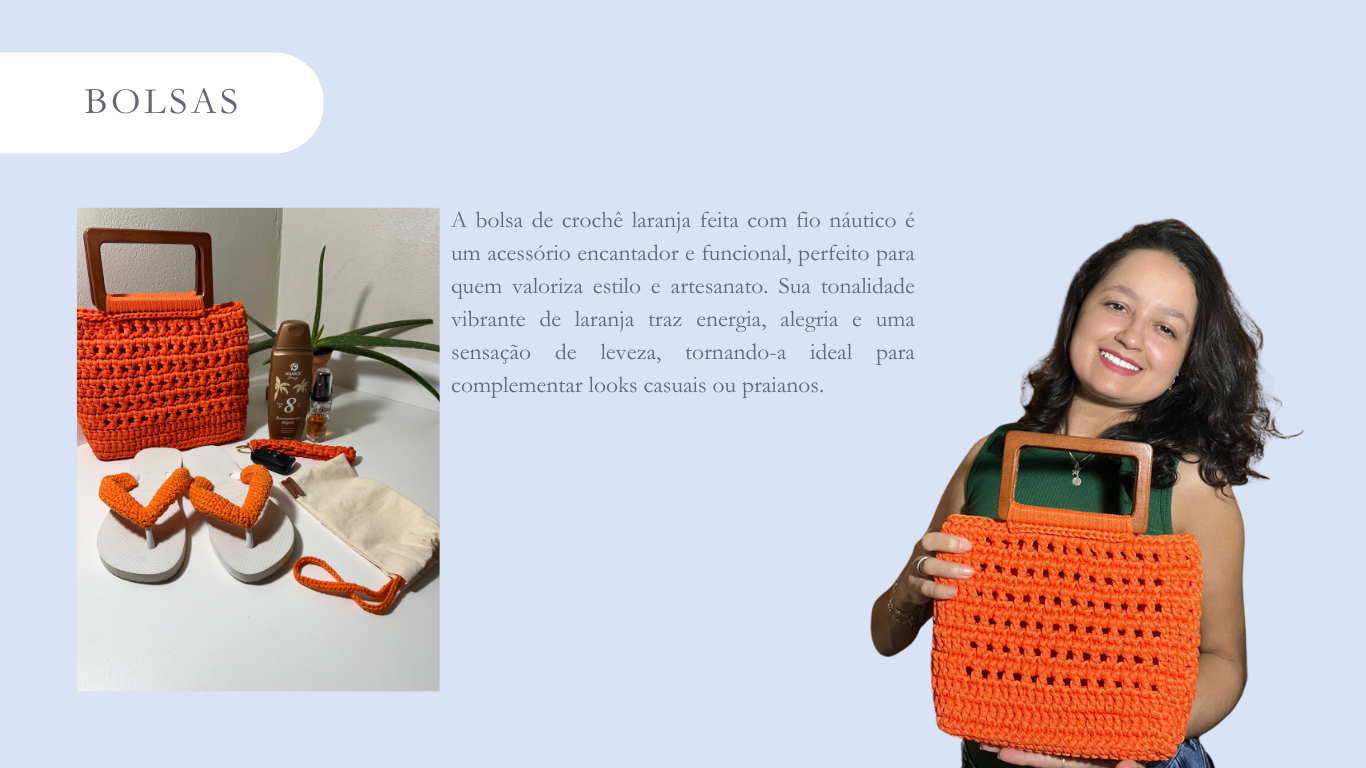 BOLSAS
A bolsa de crochê laranja feita com fio náutico é
um acessório encantador e funcional, perfeito para
quem valoriza estilo e artesanato. Sua tonalidade
vibrante de laranja traz energia, alegria e uma
sensação de leveza, tornando-a ideal para
complementar looks casuais ou praianos.
8